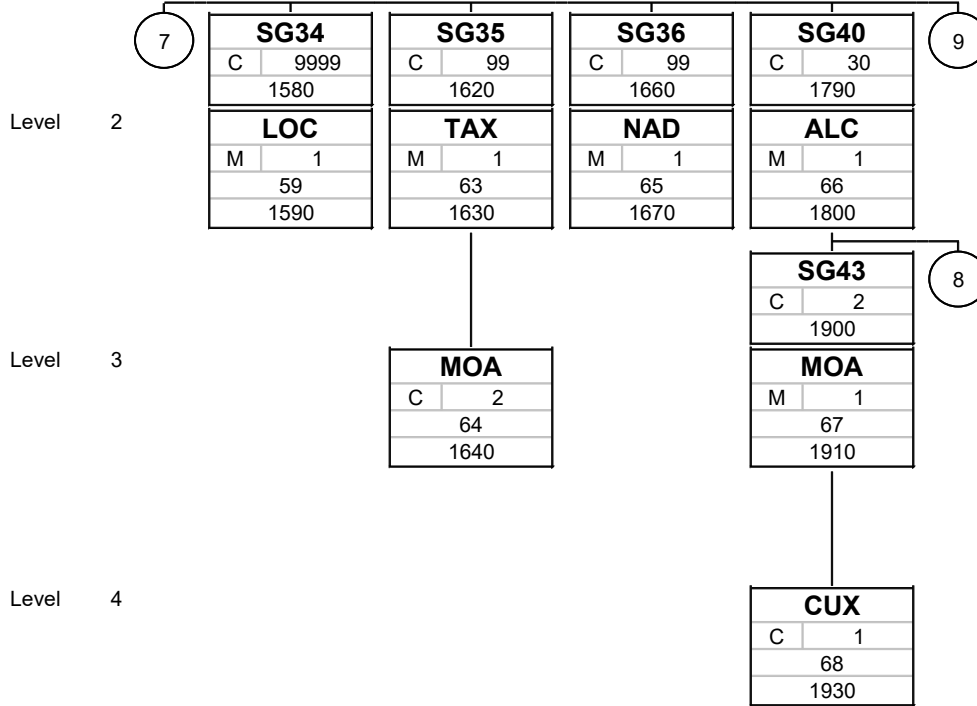 7 SG34 SG35 SG36 SG40 9
C 9999 C 99 C 99 C 30
1580 1620 1660 1790
Level 2 LOC TAX NAD ALC
M 1 M 1 M 1 M 1
59 63 65 66
1590 1630 1670 1800
SG43 8
C 2
1900
Level 3 MOA MOA
C 2 M 1
64 67
1640 1910
Level 4 CUX
C 1
68
1930